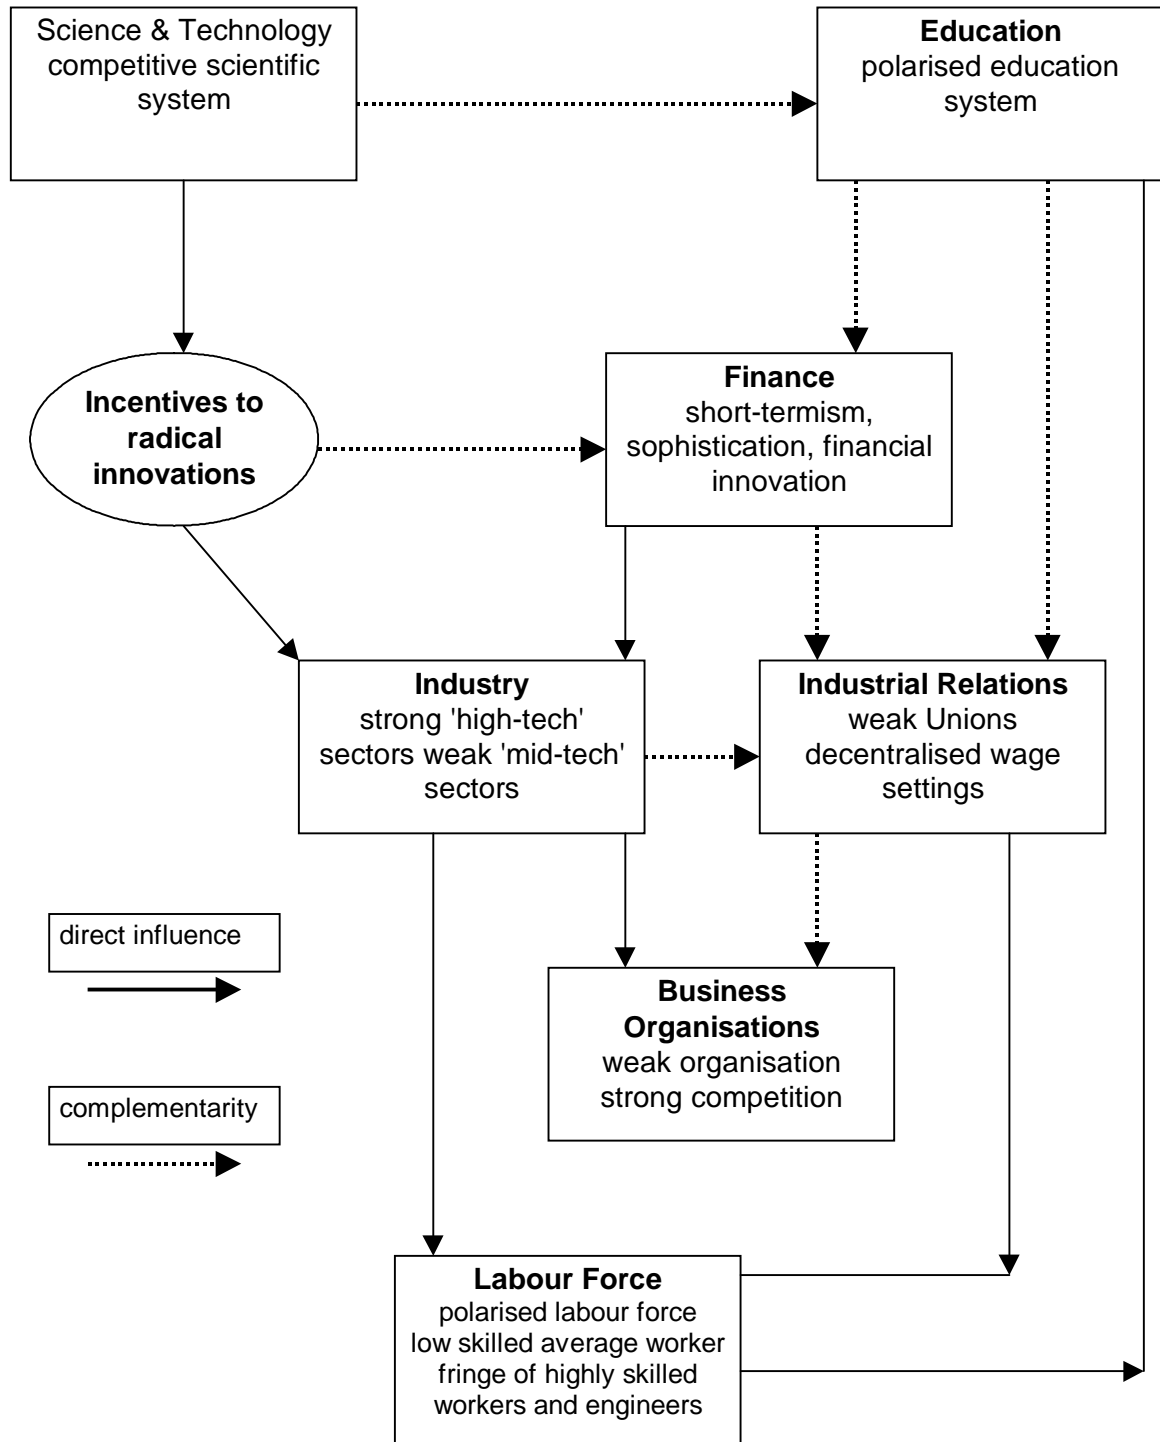 Science & Technology
competitive scientific
system
Education
polarised education
system
Incentives to
radical
innovations
Finance
short-termism,
sophistication, financial
innovation
Industry
strong 'high-tech'
sectors weak 'mid-tech'
sectors
Industrial Relations
weak Unions
decentralised wage
settings
direct influence
Business
Organisations
weak organisation
strong competition
complementarity
Labour Force
polarised labour force
low skilled average worker
fringe of highly skilled
workers and engineers